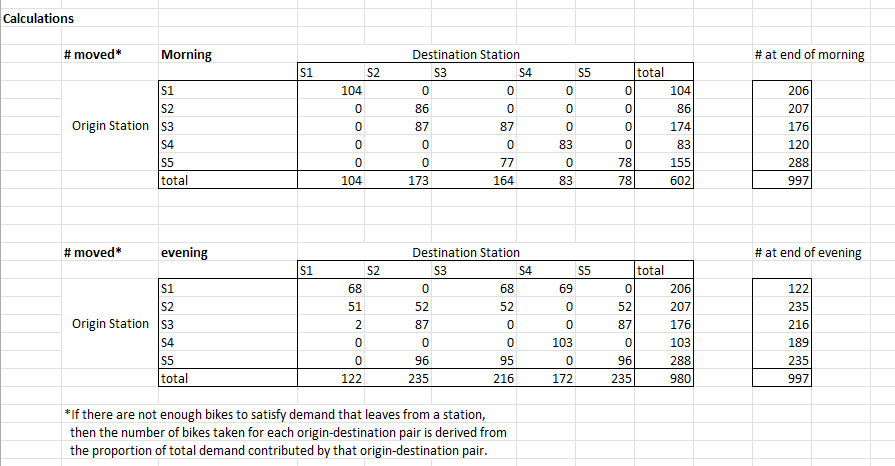 Calculations
# moved* Morning Destination Station # at end of morning
S1 S2 S3 S4 S5 total
S1 104 0 0 0 0 104 206
S2 0 86 0 0 0 86 207
Origin Station S3 0 87 87 0 0 174 176
S4 0 0 0 83 0 83 120
S5 0 0 77 0 78 155 288
total 104 173 164 83 78 602 997
# moved* evening Destination Station # at end of evening
S1 S2 S3 S4 S5 total
S1 68 0 68 69 0 206 122
S2 51 52 52 0 52 207 235
Origin Station S3 2 87 0 0 87 176 216
S4 0 0 0 103 0 103 189
S5 0 96 95 0 96 288 235
total 122 235 216 172 235 980 997
*If there are not enough bikes to satisfy demand that leaves from a station,
then the number of bikes taken for each origin-destination pair is derived from
the proportion of total demand contributed by that origin-destination pair.